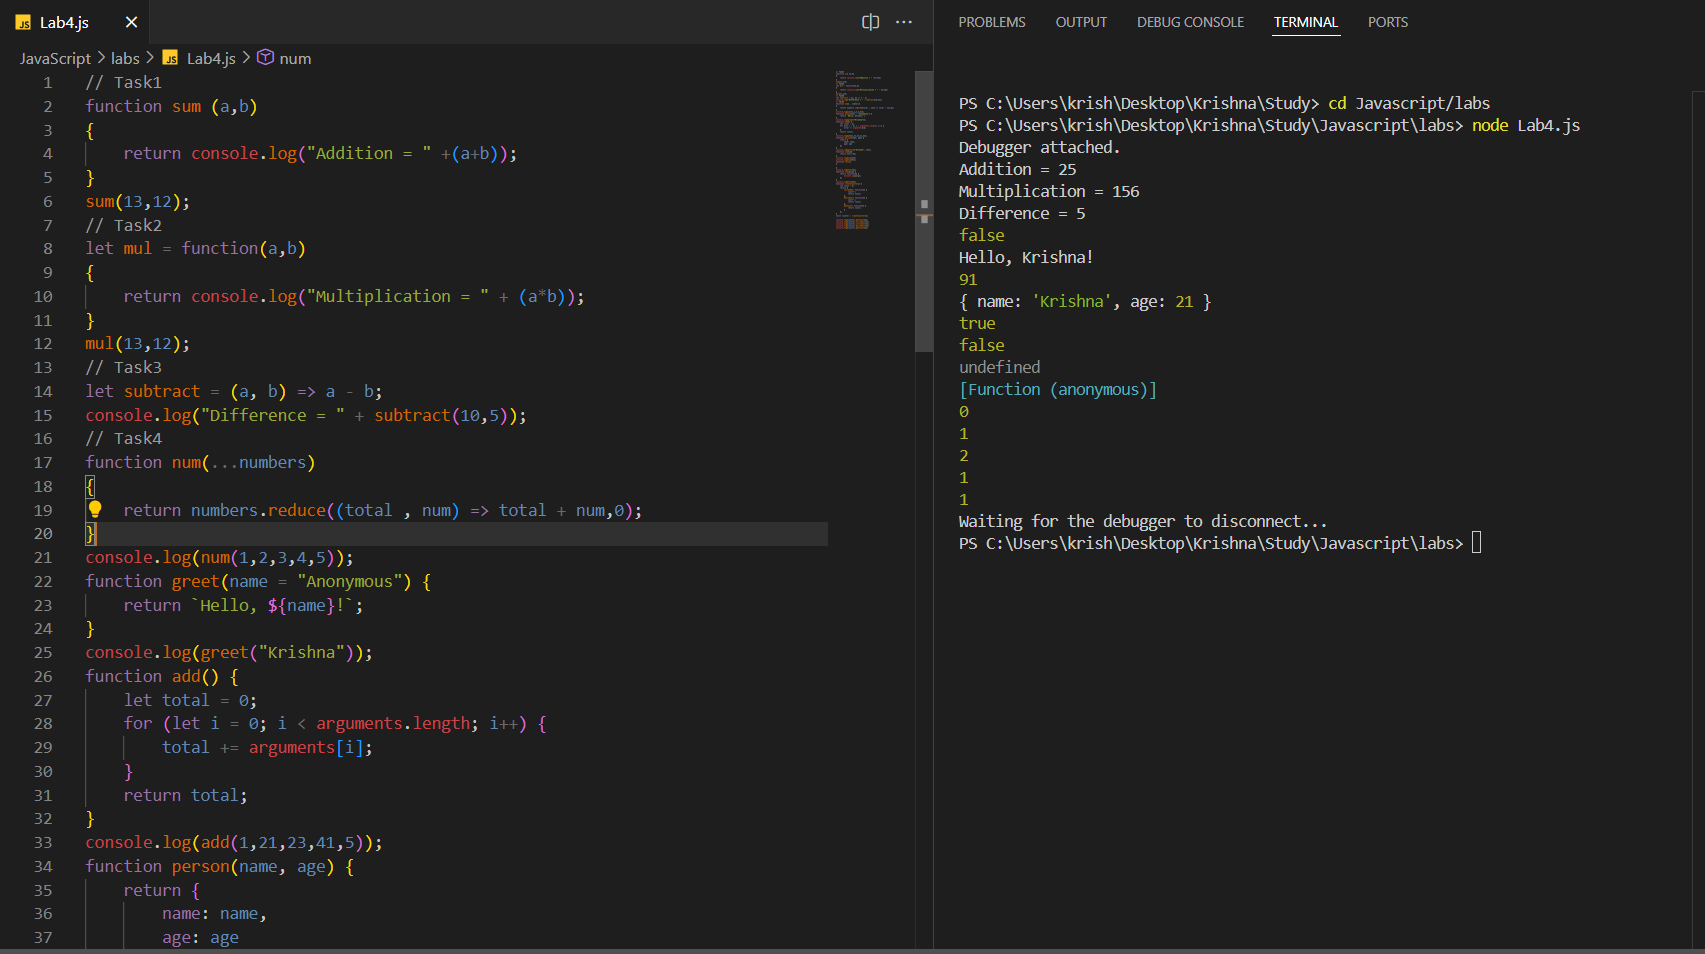 Lab4.js
JavaScript > labs > Lab4.js > num
1 // Task1
2 function sum (a,b)
3 {
4     return console.log("Addition = " +(a+b));
5 }
6 sum(13,12);
7 // Task2
8 let mul = function(a,b)
9 {
10     return console.log("Multiplication = " + (a*b));
11 }
12 mul(13,12);
13 // Task3
14 let subtract = (a, b) => a - b;
15 console.log("Difference = " + subtract(10,5));
16 // Task4
17 function num(...numbers)
18 {
19     return numbers.reduce((total , num) => total + num,0);
20 }
21 console.log(num(1,2,3,4,5));
22 function greet(name = "Anonymous") {
23     return `Hello, ${name}!`;
24 }
25 console.log(greet("Krishna"));
26 function add() {
27     let total = 0;
28     for (let i = 0; i < arguments.length; i++) {
29         total += arguments[i];
30     }
31     return total;
32 }
33 console.log(add(1,21,23,41,5));
34 function person(name, age) {
35     return {
36         name: name,
37         age: age
PROBLEMS OUTPUT DEBUG CONSOLE TERMINAL PORTS
PS C:\Users\krish\Desktop\Krishna\Study> cd Javascript/labs
PS C:\Users\krish\Desktop\Krishna\Study\Javascript\labs> node Lab4.js
Debugger attached.
Addition = 25
Multiplication = 156
Difference = 5
false
Hello, Krishna!
91
{ name: 'Krishna', age: 21 }
true
false
undefined
[Function (anonymous)]
0
1
2
1
1
Waiting for the debugger to disconnect...
PS C:\Users\krish\Desktop\Krishna\Study\Javascript\labs>